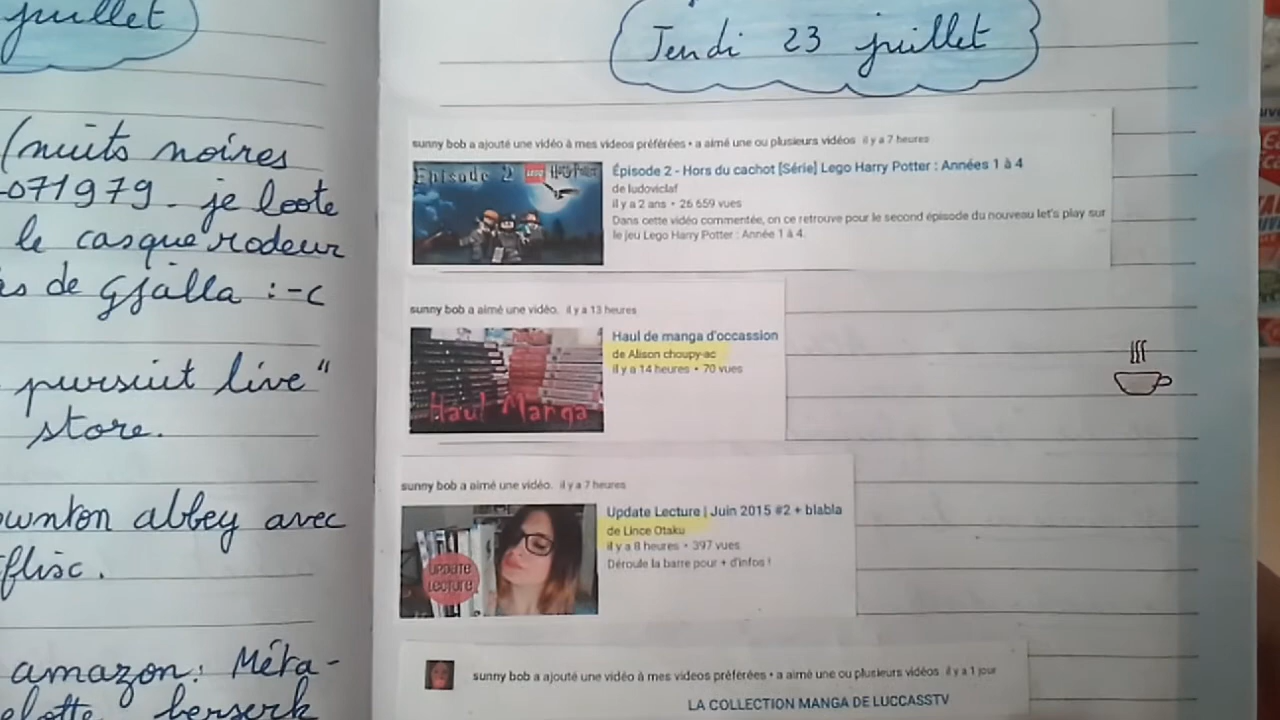 juillet
(nuits noires
071979. je loote
le casque rodeur
de Gjalla :-c
pursuit live"
store.
abbey avec
amazon: Méta-
berserk
Jeudi 23 juillet
sunny bob a ajouté une vidéo à mes videos préférées • a aimé une ou plusieurs vidéos il y a 7 heures
Episode 2 LEGO Harry Potter
Épisode 2 - Hors du cachot [Série] Lego Harry Potter : Années 1 à 4
de ludoviclaf
il y a 2 ans • 26 659 vues
Dans cette vidéo commentée, on ce retrouve pour le second épisode du nouveau let's play sur
le jeu Lego Harry Potter : Année 1 à 4.
sunny bob a aimé une vidéo. il y a 13 heures
Haul Manga
Haul de manga d'occassion
de Alison choupy-ac
il y a 14 heures • 70 vues
sunny bob a aimé une vidéo. il y a 7 heures
UPDATE
LECTURE
Update Lecture | Juin 2015 #2 + blabla
de Lince Otaku
il y a 8 heures • 397 vues
Déroule la barre pour + d'infos !
sunny bob a ajouté une vidéo à mes videos préférées • a aimé une ou plusieurs vidéos il y a 1 jour
LA COLLECTION MANGA DE LUCCASSTV